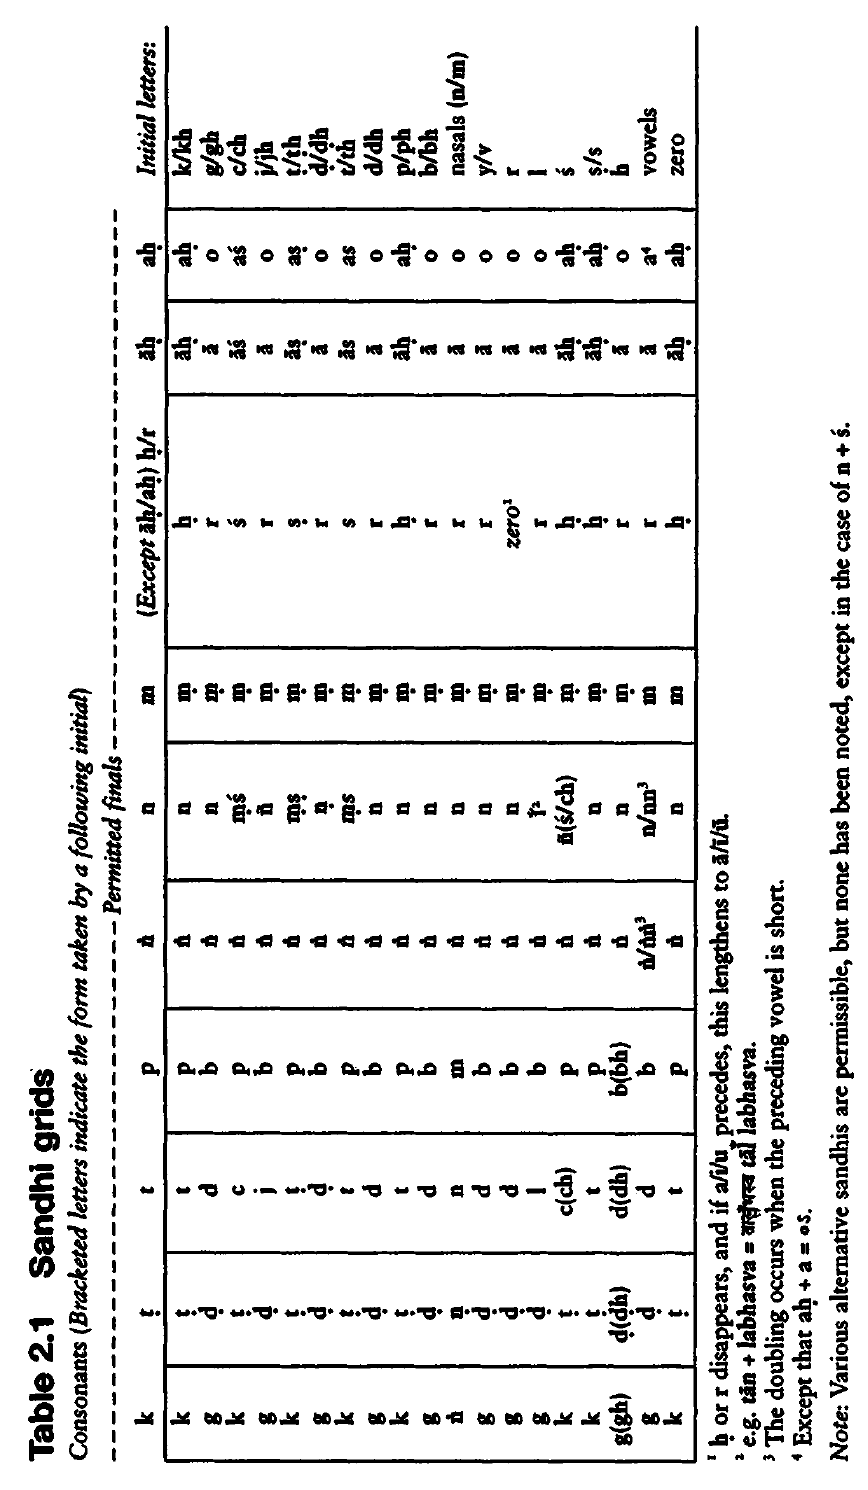 Table 2.1 Sandhi grids
Consonants (Bracketed letters indicate the form taken by a following initial)
Permitted finals
k ṭ t p ṅ n m (Except āḥ/aḥ) ḥ/r āḥ aḥ Initial letters:
k ṭ t p ṅ n ṃ ḥ āḥ aḥ k/kh
g ḍ d b ṅ n ṃ r ā o g/gh
k ṭ c p ṅ ṃś ṃ ś āś aś c/ch
g ḍ j b ṅ ñ ṃ r ā o j/jh
k ṭ ṭ p ṅ ṃṣ ṃ ṣ āṣ aṣ ṭ/ṭh
g ḍ ḍ b ṅ ṇ ṃ r ā o ḍ/ḍh
k ṭ t p ṅ ṃs ṃ s ās as t/th
g ḍ d b ṅ n ṃ r ā o d/dh
k ṭ t p ṅ n ṃ ḥ āḥ aḥ p/ph
g ḍ d b ṅ n ṃ r ā o b/bh
ṅ ṇ n m ṅ n ṃ r ā o nasals (n/m)
g ḍ d b ṅ n ṃ r ā o y/v
g ḍ d b ṅ n ṃ zero¹ ā o r
g ḍ l b ṅ l̐² ṃ r ā o l
k ṭ c(ch) p ṅ ñ(ś/ch) ṃ ḥ āḥ aḥ ś
k ṭ t p ṅ n ṃ ḥ āḥ aḥ ṣ/s
g(gh) ḍ(ḍh) d(dh) b(bh) ṅ n ṃ r ā o h
g ḍ d b ṅ/ṅṅ³ n/nn³ m r ā a⁴ vowels
k ṭ t p ṅ n m ḥ āḥ aḥ zero
¹ ḥ or r disappears, and if a/i/u precedes, this lengthens to ā/ī/ū.
² e.g. tān + labhasva = tāl̐ labhasva.
³ The doubling occurs when the preceding vowel is short.
⁴ Except that aḥ + a = oऽ.
Note: Various alternative sandhis are permissible, but none has been noted, except in the case of n + ś.